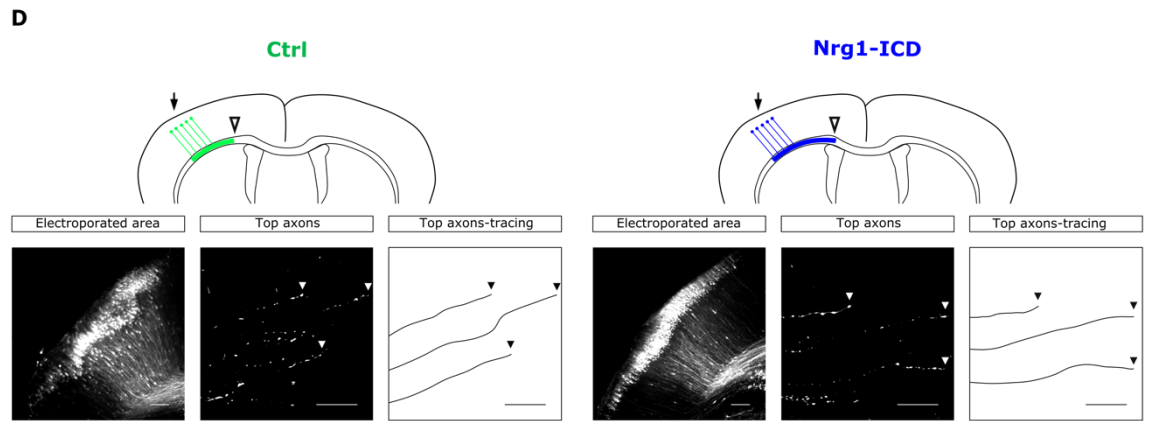 D
Ctrl
Nrg1-ICD
Electroporated area
Top axons
Top axons-tracing
Electroporated area
Top axons
Top axons-tracing